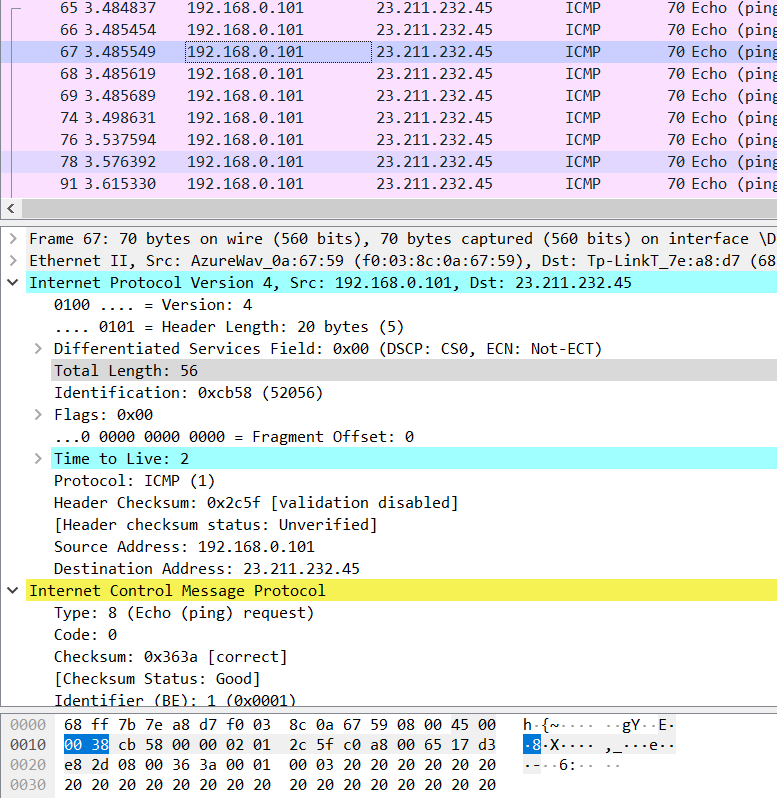 65 3.484837 192.168.0.101 23.211.232.45 ICMP 70 Echo (ping
66 3.485454 192.168.0.101 23.211.232.45 ICMP 70 Echo (ping
67 3.485549 192.168.0.101 23.211.232.45 ICMP 70 Echo (ping
68 3.485619 192.168.0.101 23.211.232.45 ICMP 70 Echo (ping
69 3.485689 192.168.0.101 23.211.232.45 ICMP 70 Echo (ping
74 3.498631 192.168.0.101 23.211.232.45 ICMP 70 Echo (ping
76 3.537594 192.168.0.101 23.211.232.45 ICMP 70 Echo (ping
78 3.576392 192.168.0.101 23.211.232.45 ICMP 70 Echo (ping
91 3.615330 192.168.0.101 23.211.232.45 ICMP 70 Echo (ping
Frame 67: 70 bytes on wire (560 bits), 70 bytes captured (560 bits) on interface \D
Ethernet II, Src: AzureWav_0a:67:59 (f0:03:8c:0a:67:59), Dst: Tp-LinkT_7e:a8:d7 (68
Internet Protocol Version 4, Src: 192.168.0.101, Dst: 23.211.232.45
0100 .... = Version: 4
.... 0101 = Header Length: 20 bytes (5)
Differentiated Services Field: 0x00 (DSCP: CS0, ECN: Not-ECT)
Total Length: 56
Identification: 0xcb58 (52056)
Flags: 0x00
...0 0000 0000 0000 = Fragment Offset: 0
Time to Live: 2
Protocol: ICMP (1)
Header Checksum: 0x2c5f [validation disabled]
[Header checksum status: Unverified]
Source Address: 192.168.0.101
Destination Address: 23.211.232.45
Internet Control Message Protocol
Type: 8 (Echo (ping) request)
Code: 0
Checksum: 0x363a [correct]
[Checksum Status: Good]
Identifier (BE): 1 (0x0001)
0000 68 ff 7b 7e a8 d7 f0 03 8c 0a 67 59 08 00 45 00 h·{~···· ··gY··E·
0010 00 38 cb 58 00 00 02 01 2c 5f c0 a8 00 65 17 d3 ·8·X···· ,_···e··
0020 e8 2d 08 00 36 3a 00 01 00 03 20 20 20 20 20 20 ·-··6:·· ··
0030 20 20 20 20 20 20 20 20 20 20 20 20 20 20 20 20